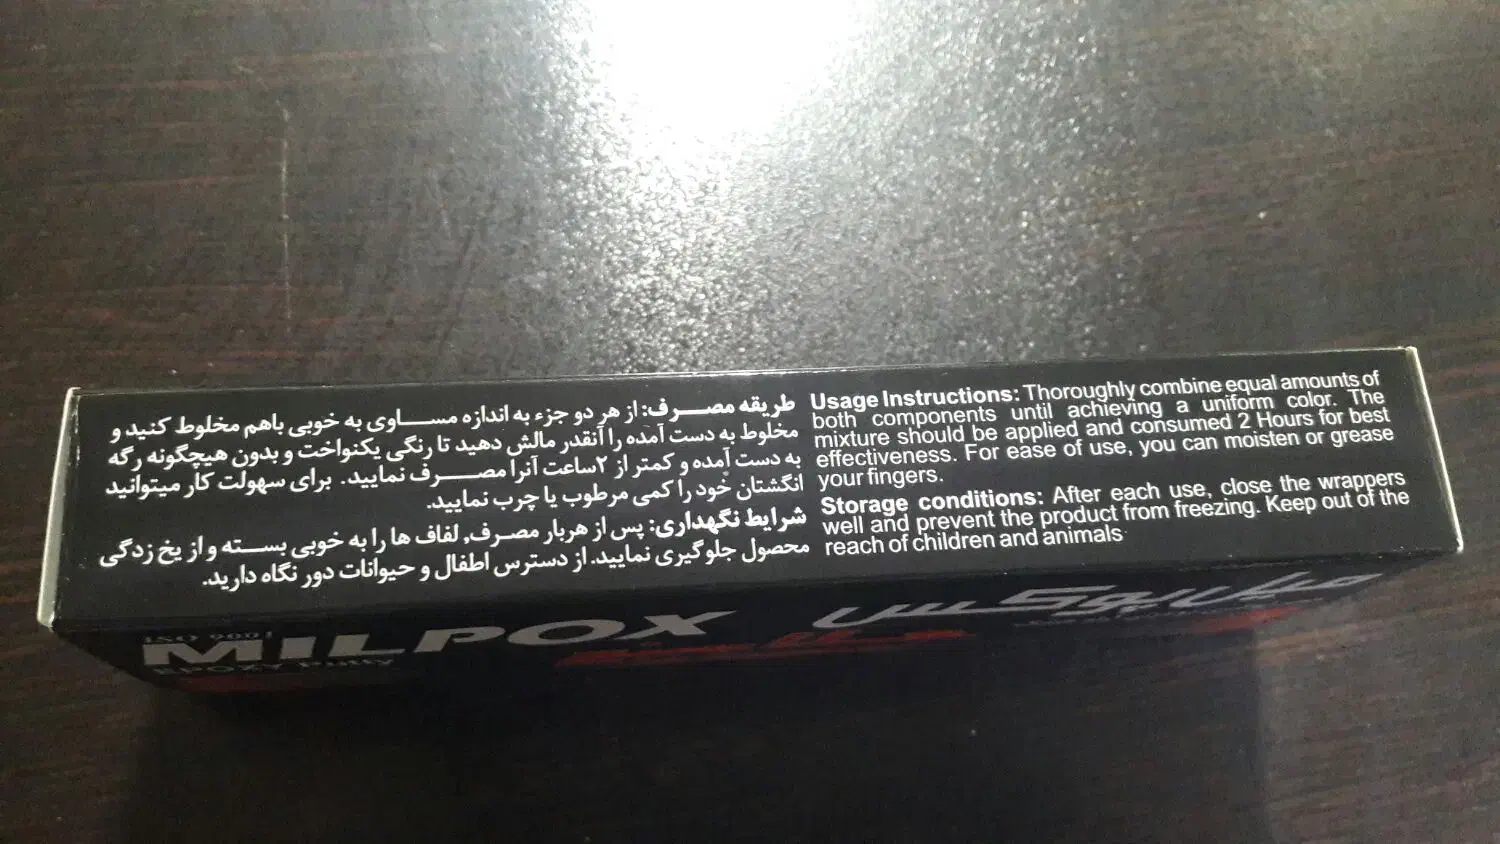 طریقه مصرف: از هر دو جزء به اندازه مساوی به خوبی باهم مخلوط کنید و
مخلوط به دست آمده را آنقدر مالش دهید تا رنگی یکنواخت و بدون هیچگونه رگه
به دست آمده و کمتر از ۲ساعت آنرا مصرف نمایید. برای سهولت کار میتوانید
انگشتان خود را کمی مرطوب یا چرب نمایید.
شرایط نگهداری: پس از هربار مصرف, لفاف ها را به خوبی بسته و از یخ زدگی
محصول جلوگیری نمایید. از دسترس اطفال و حیوانات دور نگاه دارید.
Usage Instructions: Thoroughly combine equal amounts of
both components until achieving a uniform color. The
mixture should be applied and consumed 2 Hours for best
effectiveness. For ease of use, you can moisten or grease
your fingers.
Storage conditions: After each use, close the wrappers
well and prevent the product from freezing. Keep out of the
reach of children and animals
ISO 9001
MILPOX
میل پوکس
EPOXY Putty